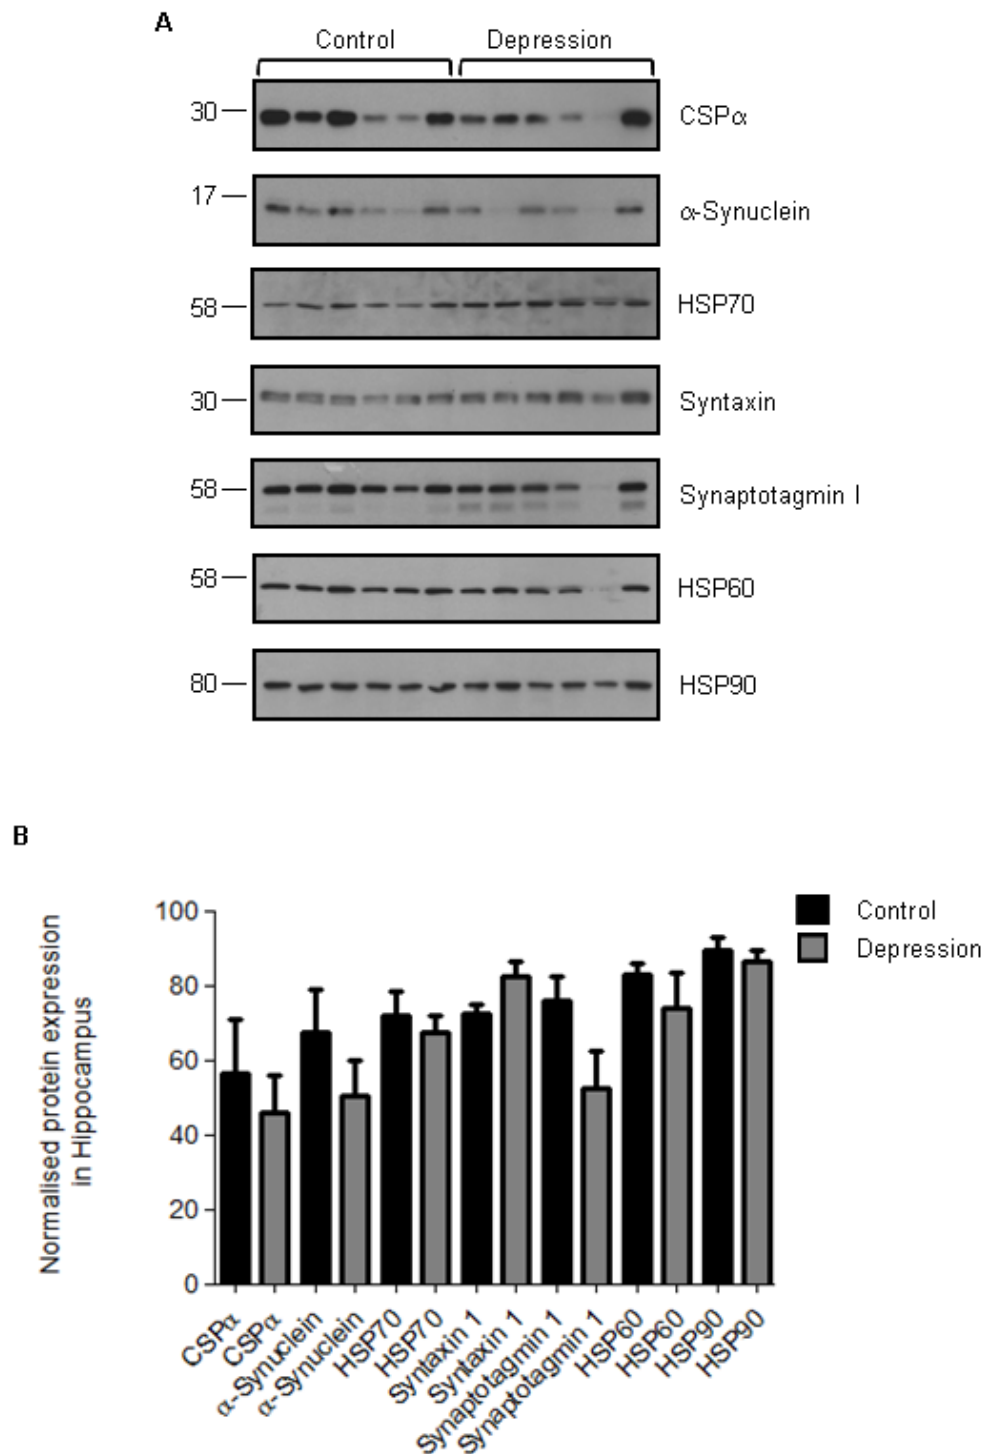 A
Control Depression
30 CSPα
17 α-Synuclein
58 HSP70
30 Syntaxin
58 Synaptotagmin I
58 HSP60
80 HSP90
B
Normalised protein expression
in Hippocampus
100
80
60
40
20
0
Control
Depression
CSPα
CSPα
α-Synuclein
α-Synuclein
HSP70
HSP70
Syntaxin 1
Syntaxin 1
Synaptotagmin 1
Synaptotagmin 1
HSP60
HSP60
HSP90
HSP90